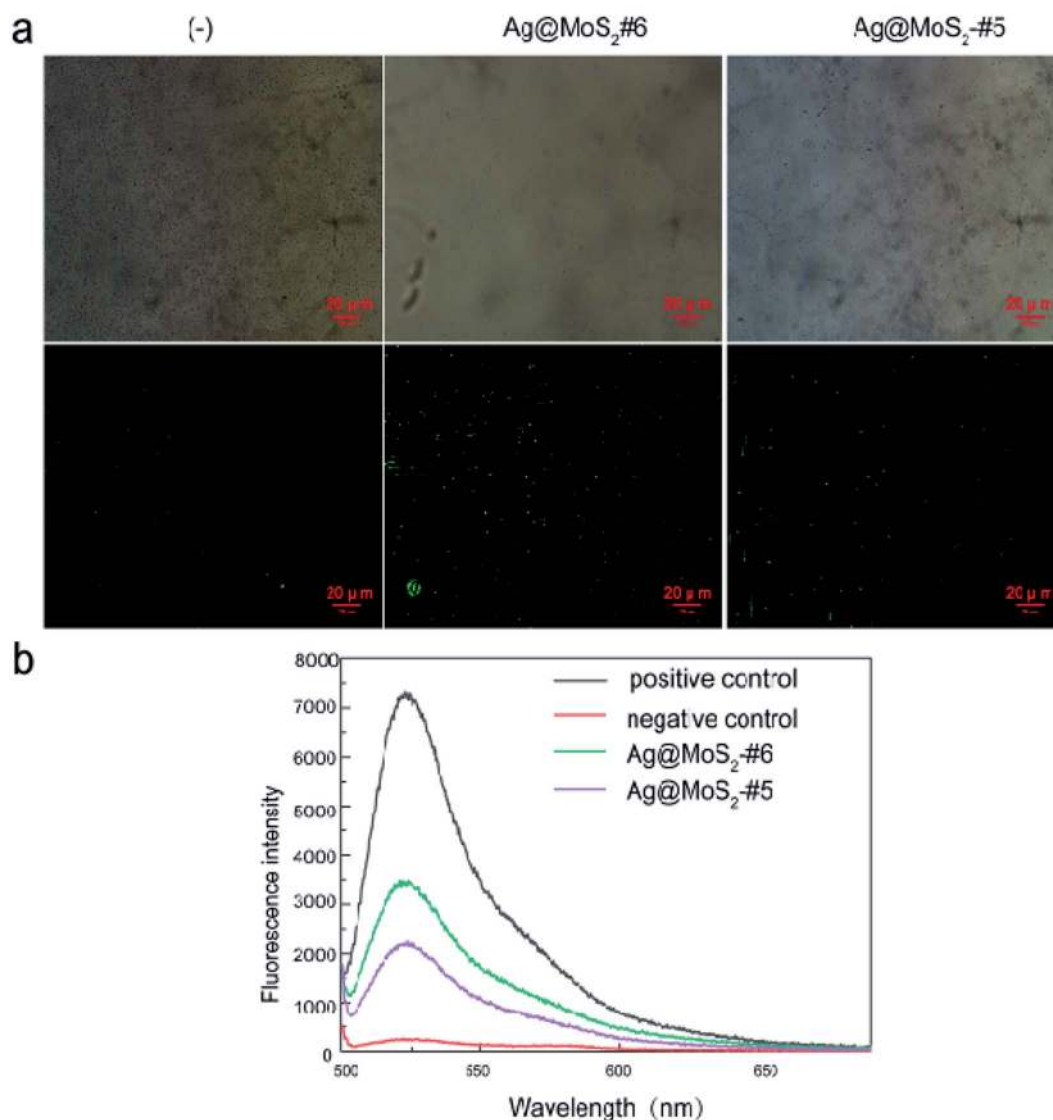 a
(-) Ag@MoS₂#6 Ag@MoS₂-#5
20 μm 20 μm 20 μm
20 μm 20 μm 20 μm
b
8000
7000
6000
5000
4000
3000
2000
1000
0
Fluorescence intensity
positive control
negative control
Ag@MoS₂-#6
Ag@MoS₂-#5
500 550 600 650
Wavelength (nm)